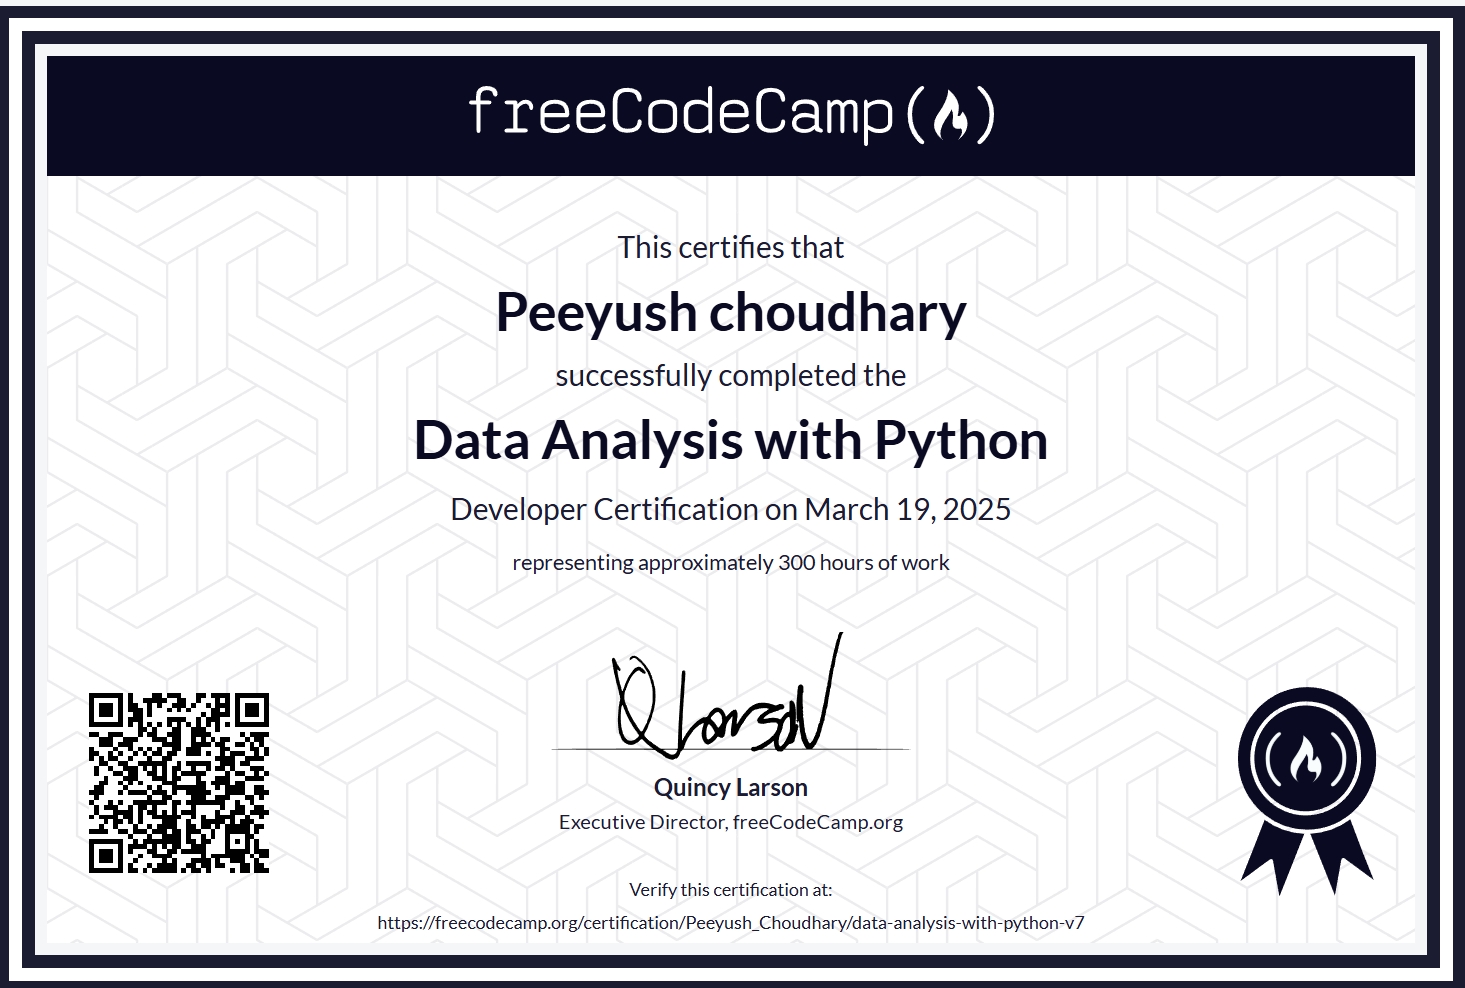 freeCodeCamp
This certifies that
Peeyush choudhary
successfully completed the
Data Analysis with Python
Developer Certification on March 19, 2025
representing approximately 300 hours of work
Quincy Larson
Executive Director, freeCodeCamp.org
Verify this certification at:
https://freecodecamp.org/certification/Peeyush_Choudhary/data-analysis-with-python-v7